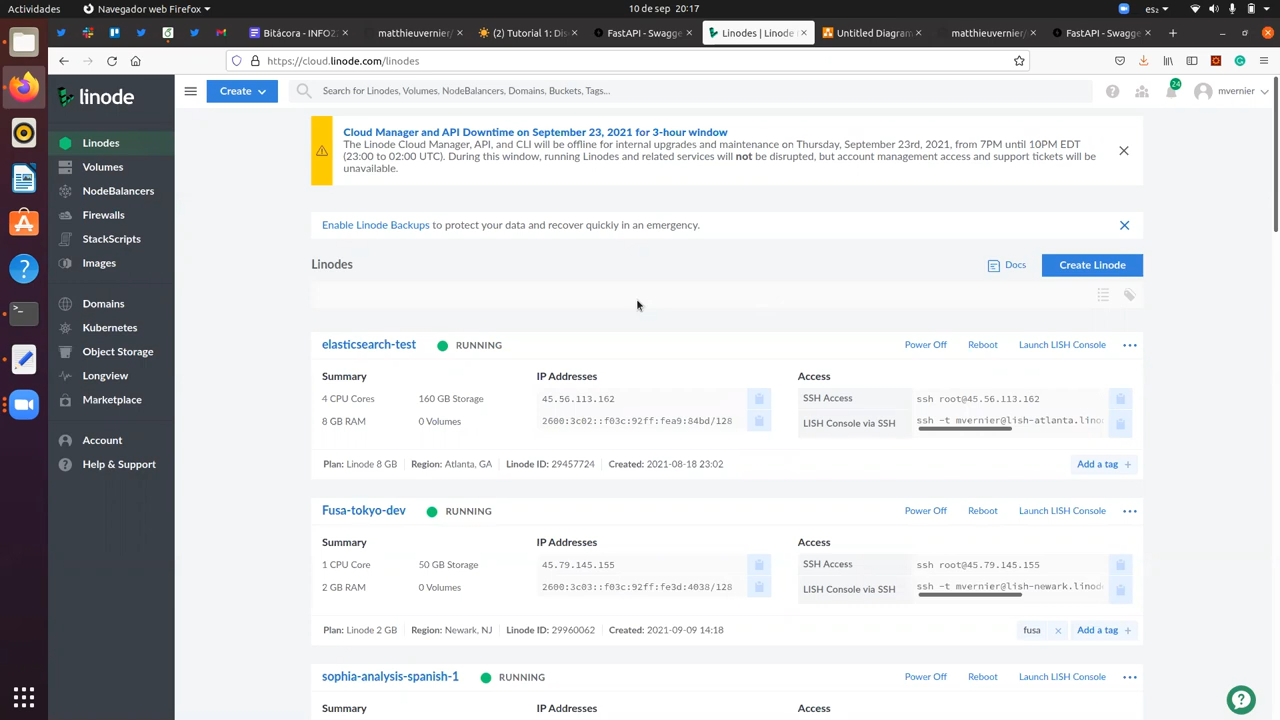 Actividades
Navegador web Firefox
10 de sep 20:17
es
Bitácora - INFO2
matthieuvernier/
(2) Tutorial 1: Dis
FastAPI - Swagge
Linodes | Linode
Untitled Diagram
matthieuvernier/
FastAPI - Swagge
https://cloud.linode.com/linodes
linode
Create
Search for Linodes, Volumes, NodeBalancers, Domains, Buckets, Tags...
24
mvernier
Linodes
Volumes
NodeBalancers
Firewalls
StackScripts
Images
Domains
Kubernetes
Object Storage
Longview
Marketplace
Account
Help & Support
Cloud Manager and API Downtime on September 23, 2021 for 3-hour window
The Linode Cloud Manager, API, and CLI will be offline for internal upgrades and maintenance on Thursday, September 23rd, 2021, from 7PM until 10PM EDT
(23:00 to 02:00 UTC). During this window, running Linodes and related services will not be disrupted, but account management access and support tickets will be
unavailable.
Enable Linode Backups to protect your data and recover quickly in an emergency.
Linodes
Docs
Create Linode
elasticsearch-test
RUNNING
Power Off
Reboot
Launch LISH Console
Summary
IP Addresses
Access
4 CPU Cores
160 GB Storage
45.56.113.162
SSH Access
ssh root@45.56.113.162
8 GB RAM
0 Volumes
2600:3c02::f03c:92ff:fea9:84bd/128
LISH Console via SSH
ssh -t mvernier@lish-atlanta.lino
Plan: Linode 8 GB
Region: Atlanta, GA
Linode ID: 29457724
Created: 2021-08-18 23:02
Add a tag +
Fusa-tokyo-dev
RUNNING
Power Off
Reboot
Launch LISH Console
Summary
IP Addresses
Access
1 CPU Core
50 GB Storage
45.79.145.155
SSH Access
ssh root@45.79.145.155
2 GB RAM
0 Volumes
2600:3c03::f03c:92ff:fe3d:4038/128
LISH Console via SSH
ssh -t mvernier@lish-newark.linod
Plan: Linode 2 GB
Region: Newark, NJ
Linode ID: 29960062
Created: 2021-09-09 14:18
fusa
Add a tag +
sophia-analysis-spanish-1
RUNNING
Power Off
Reboot
Launch LISH Console
Summary
IP Addresses
Access